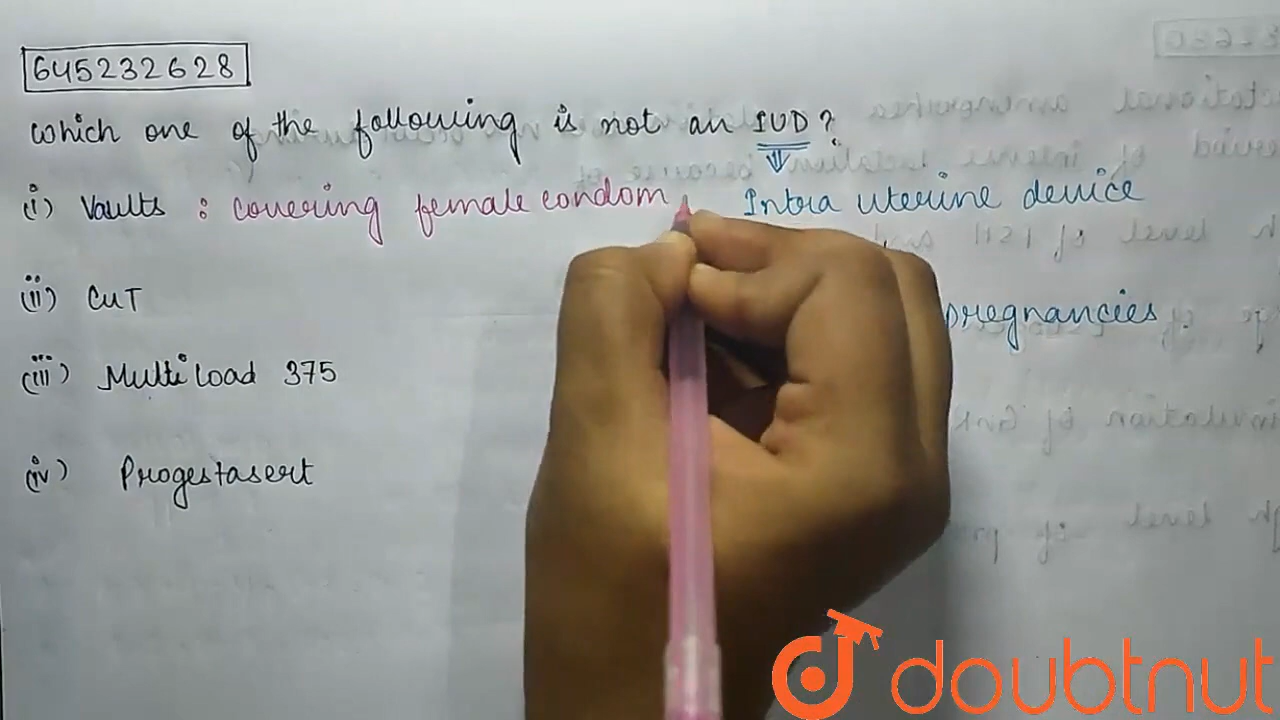 645232628
Which one of the following is not an IUD?
(i) Vaults : covering female condom, Intra uterine device
pregnancies
(ii) CuT
(iii) Multi Load 375
(iv) Progestasert
doubtnut